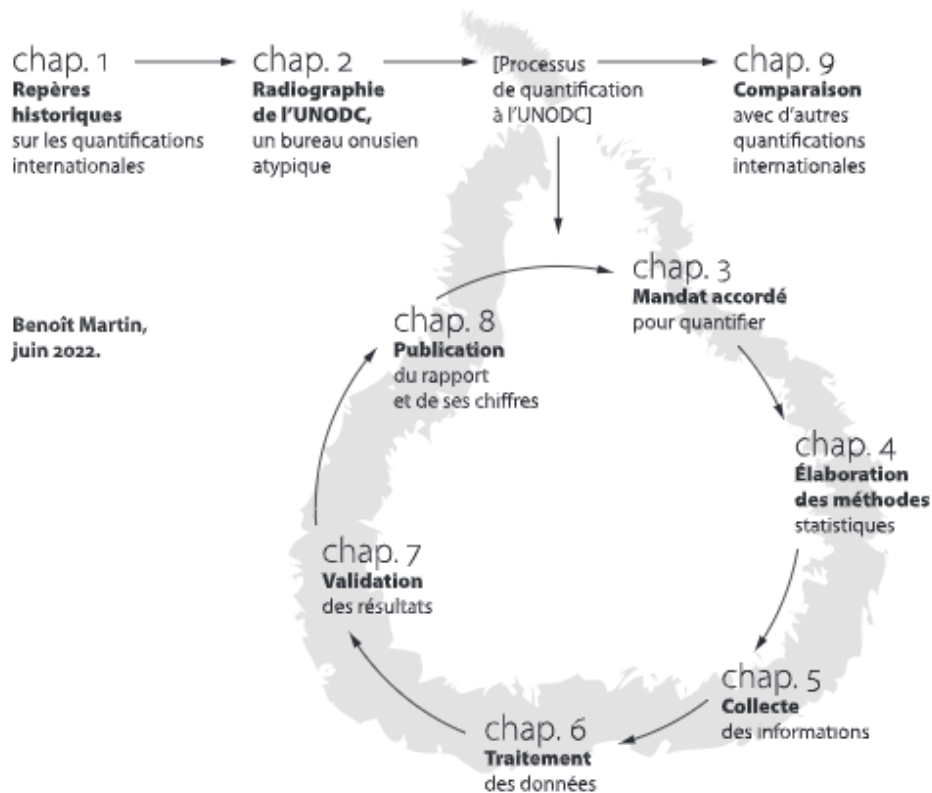 chap. 1
Repères
historiques
sur les quantifications
internationales
chap. 2
Radiographie
de l’UNODC,
un bureau onusien
atypique
[Processus
de quantification
à l’UNODC]
chap. 9
Comparaison
avec d'autres
quantifications
internationales
chap. 3
Mandat accordé
pour quantifier
chap. 4
Élaboration
des méthodes
statistiques
chap. 5
Collecte
des informations
chap. 6
Traitement
des données
chap. 7
Validation
des résultats
chap. 8
Publication
du rapport
et de ses chiffres
Benoît Martin,
juin 2022.